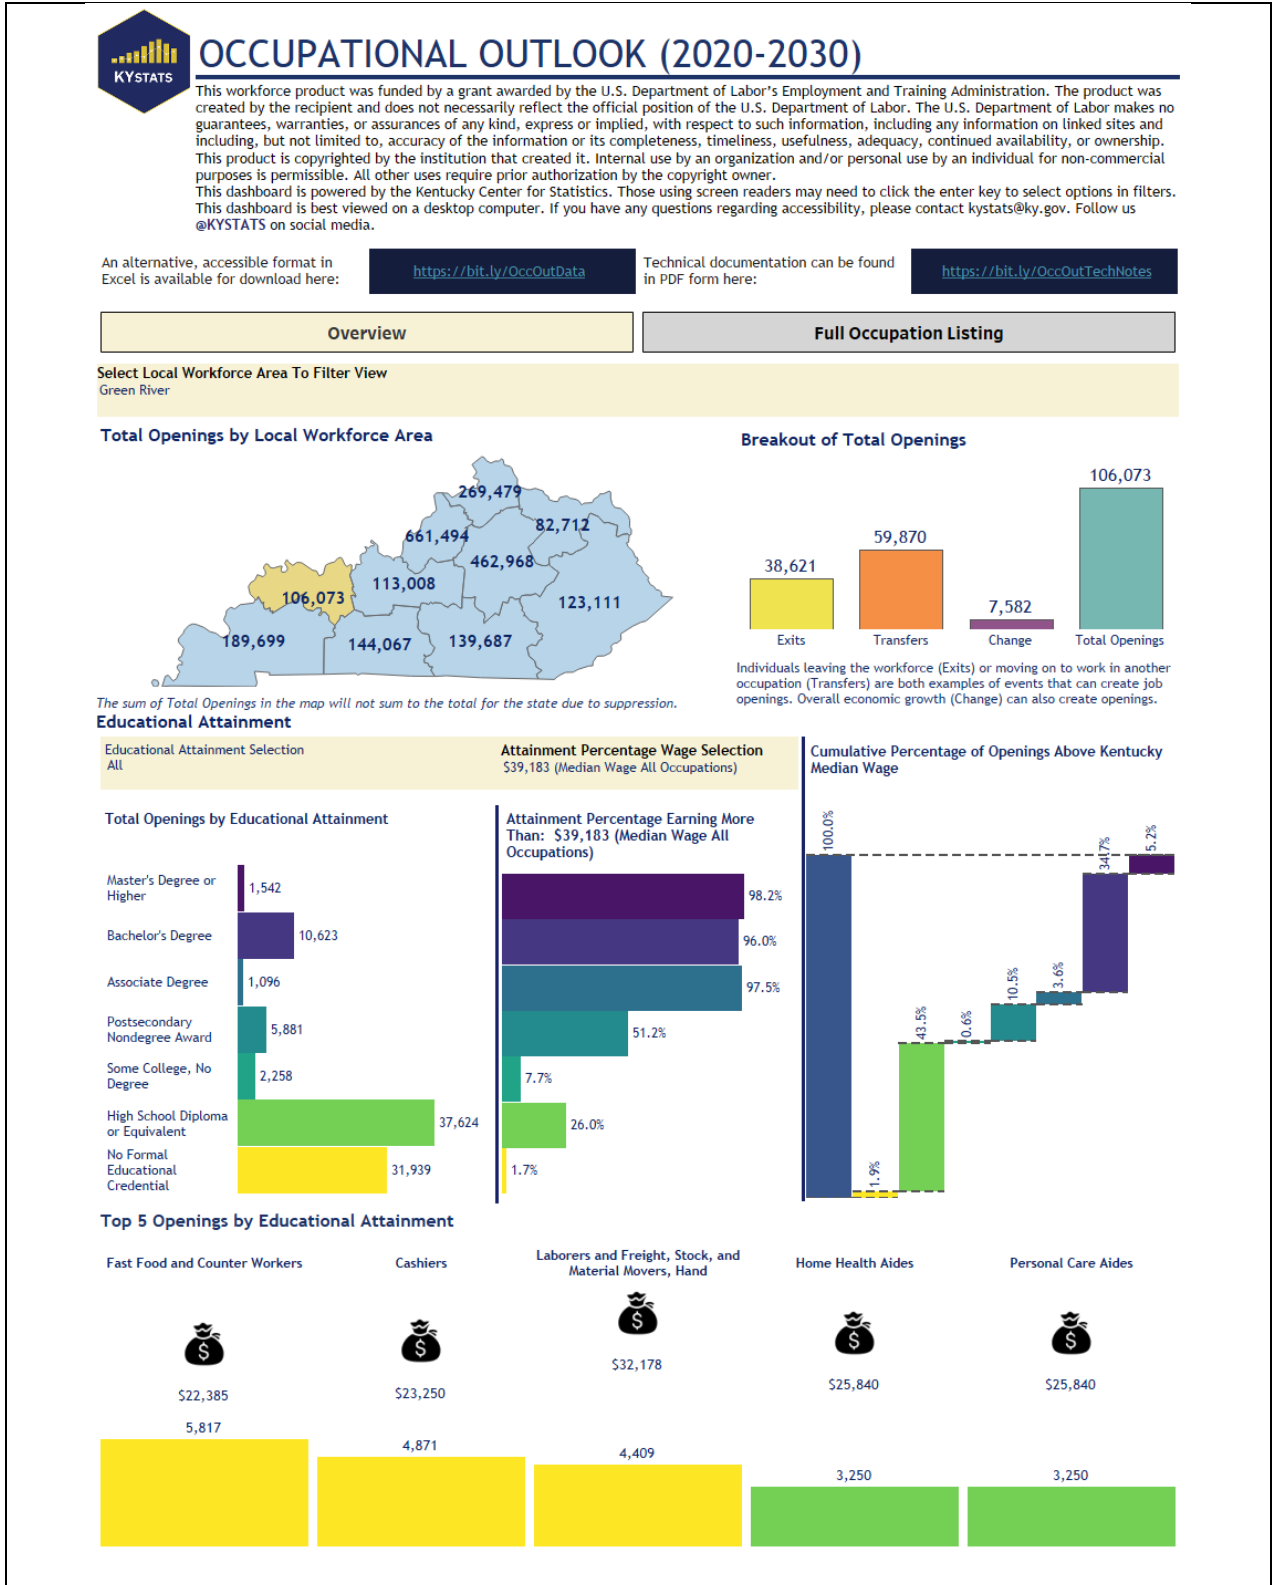 KYSTATS
OCCUPATIONAL OUTLOOK (2020-2030)
This workforce product was funded by a grant awarded by the U.S. Department of Labor’s Employment and Training Administration. The product was
created by the recipient and does not necessarily reflect the official position of the U.S. Department of Labor. The U.S. Department of Labor makes no
guarantees, warranties, or assurances of any kind, express or implied, with respect to such information, including any information on linked sites and
including, but not limited to, accuracy of the information or its completeness, timeliness, usefulness, adequacy, continued availability, or ownership.
This product is copyrighted by the institution that created it. Internal use by an organization and/or personal use by an individual for non-commercial
purposes is permissible. All other uses require prior authorization by the copyright owner.
This dashboard is powered by the Kentucky Center for Statistics. Those using screen readers may need to click the enter key to select options in filters.
This dashboard is best viewed on a desktop computer. If you have any questions regarding accessibility, please contact kystats@ky.gov. Follow us
@KYSTATS on social media.
An alternative, accessible format in
Excel is available for download here:
https://bit.ly/OccOutData
Technical documentation can be found
in PDF form here:
https://bit.ly/OccOutTechNotes
Overview
Full Occupation Listing
Select Local Workforce Area To Filter View
Green River
Total Openings by Local Workforce Area
269,479
82,712
661,494
462,968
113,008
106,073
123,111
189,699
144,067
139,687
The sum of Total Openings in the map will not sum to the total for the state due to suppression.
Breakout of Total Openings
106,073
59,870
38,621
7,582
Exits
Transfers
Change
Total Openings
Individuals leaving the workforce (Exits) or moving on to work in another
occupation (Transfers) are both examples of events that can create job
openings. Overall economic growth (Change) can also create openings.
Educational Attainment
Educational Attainment Selection
All
Attainment Percentage Wage Selection
$39,183 (Median Wage All Occupations)
Total Openings by Educational Attainment
Master's Degree or
Higher
1,542
Bachelor's Degree
10,623
Associate Degree
1,096
Postsecondary
Nondegree Award
5,881
Some College, No
Degree
2,258
High School Diploma
or Equivalent
37,624
No Formal
Educational
Credential
31,939
Attainment Percentage Earning More
Than: $39,183 (Median Wage All
Occupations)
98.2%
96.0%
97.5%
51.2%
7.7%
26.0%
1.7%
Cumulative Percentage of Openings Above Kentucky
Median Wage
100.0%
1.9%
43.5%
0.6%
10.5%
3.6%
34.7%
5.2%
Top 5 Openings by Educational Attainment
Fast Food and Counter Workers
$
$22,385
5,817
Cashiers
$
$23,250
4,871
Laborers and Freight, Stock, and
Material Movers, Hand
$
$32,178
4,409
Home Health Aides
$
$25,840
3,250
Personal Care Aides
$
$25,840
3,250